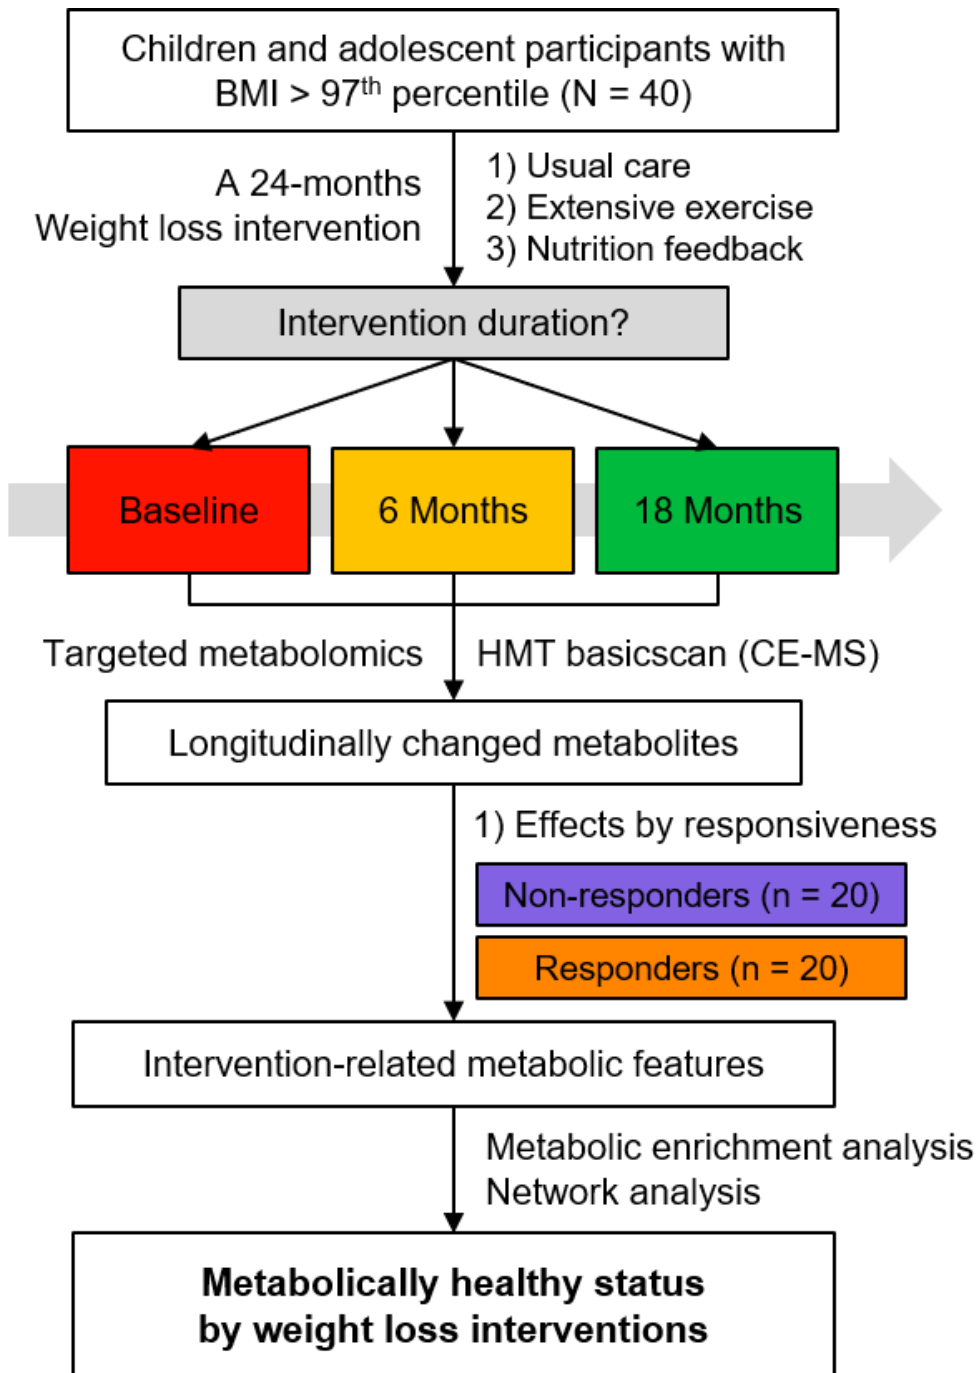 Children and adolescent participants with
BMI > 97th percentile (N = 40)
A 24-months
Weight loss intervention
1) Usual care
2) Extensive exercise
3) Nutrition feedback
Intervention duration?
Baseline
6 Months
18 Months
Targeted metabolomics
HMT basicscan (CE-MS)
Longitudinally changed metabolites
1) Effects by responsiveness
Non-responders (n = 20)
Responders (n = 20)
Intervention-related metabolic features
Metabolic enrichment analysis
Network analysis
Metabolically healthy status
by weight loss interventions